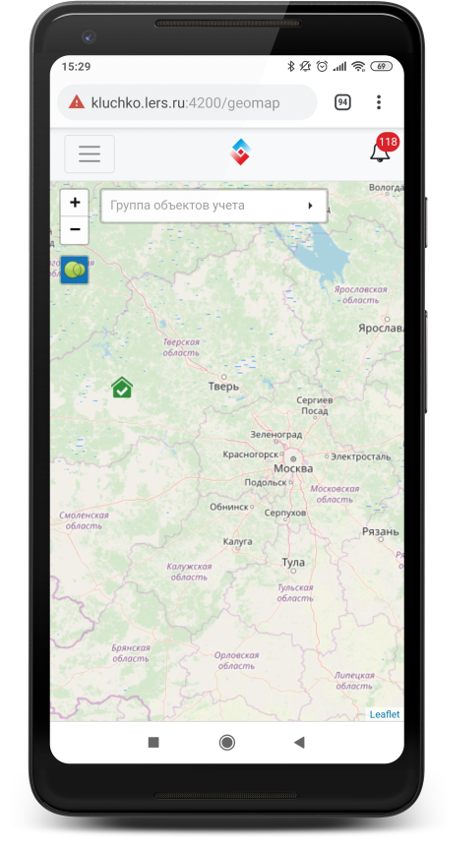 15:29
69
kluchko.lers.ru:4200/geomap
94
118
+
Вологда
Группа объектов учета
−
Ярославская
область
Ярославль
Тверская
область
Тверь
Сергиев
Посад
Зеленоград
Красногорск
Электросталь
Москва
Подольск
Московская
область
Обнинск
Серпухов
Смоленская
область
Рязань
Калуга
Тула
Калужская
область
Тульская
область
Брянская
область
Орловская
область
Липецкая
область
Leaflet